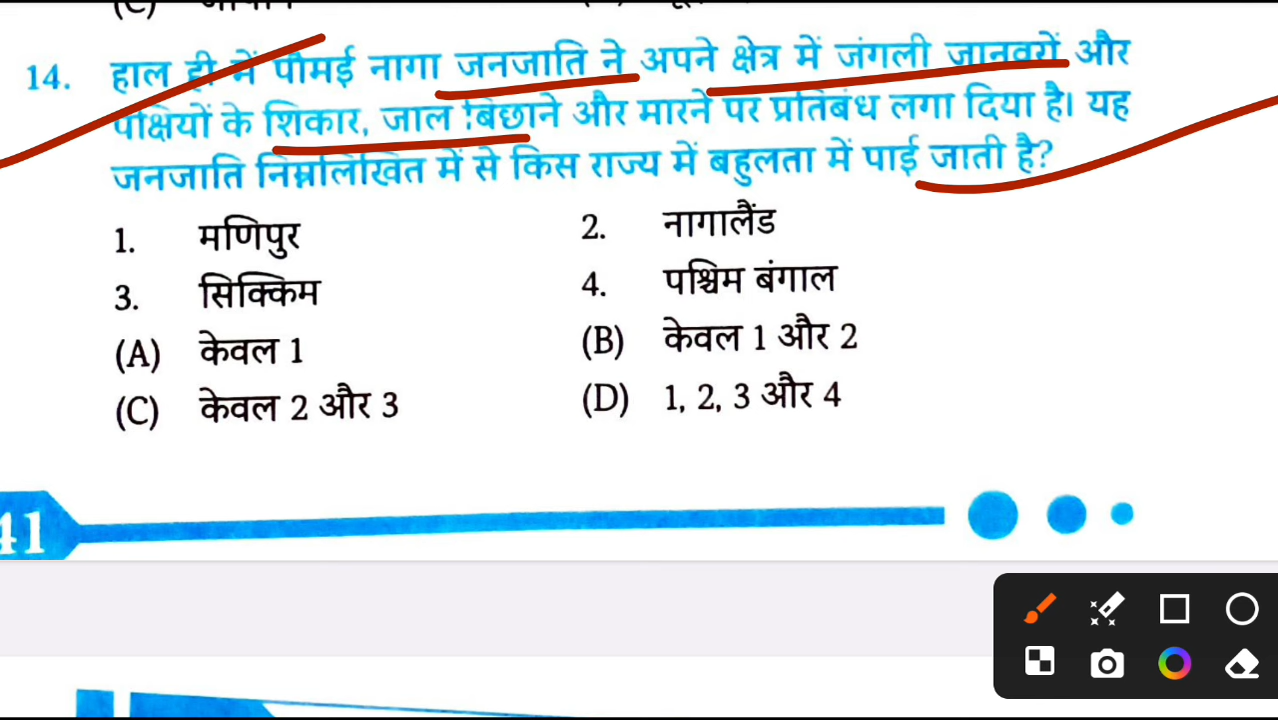 14. हाल ही में पौमई नागा जनजाति ने अपने क्षेत्र में जंगली जानवरों और
पक्षियों के शिकार, जाल बिछाने और मारने पर प्रतिबंध लगा दिया है। यह
जनजाति निम्नलिखित में से किस राज्य में बहुलता में पाई जाती है?
1. मणिपुर 2. नागालैंड
3. सिक्किम 4. पश्चिम बंगाल
(A) केवल 1 (B) केवल 1 और 2
(C) केवल 2 और 3 (D) 1, 2, 3 और 4
41